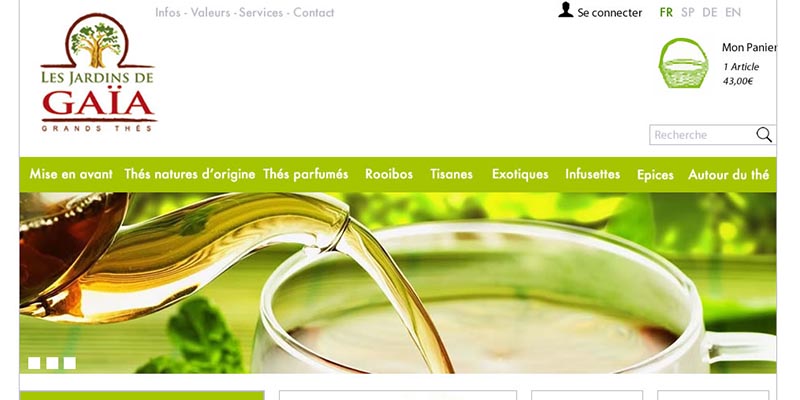 Infos - Valeurs - Services - Contact
Se connecter
FR SP DE EN
LES JARDINS DE
GAÏA
GRANDS THÉS
Mon Panier
1 Article
43,00€
Recherche
Mise en avant Thés natures d'origine Thés parfumés Rooibos Tisanes Exotiques Infusettes Epices Autour du thé